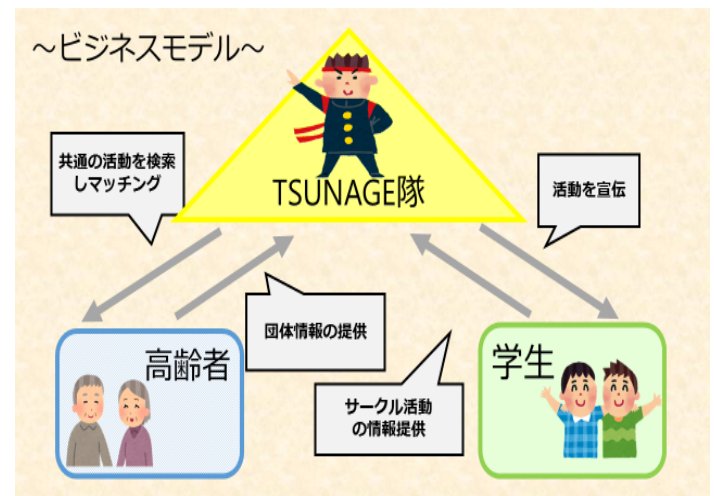 ～ビジネスモデル～
共通の活動を検索
しマッチング
TSUNAGE隊
活動を宣伝
団体情報の提供
高齢者
学生
サークル活動
の情報提供